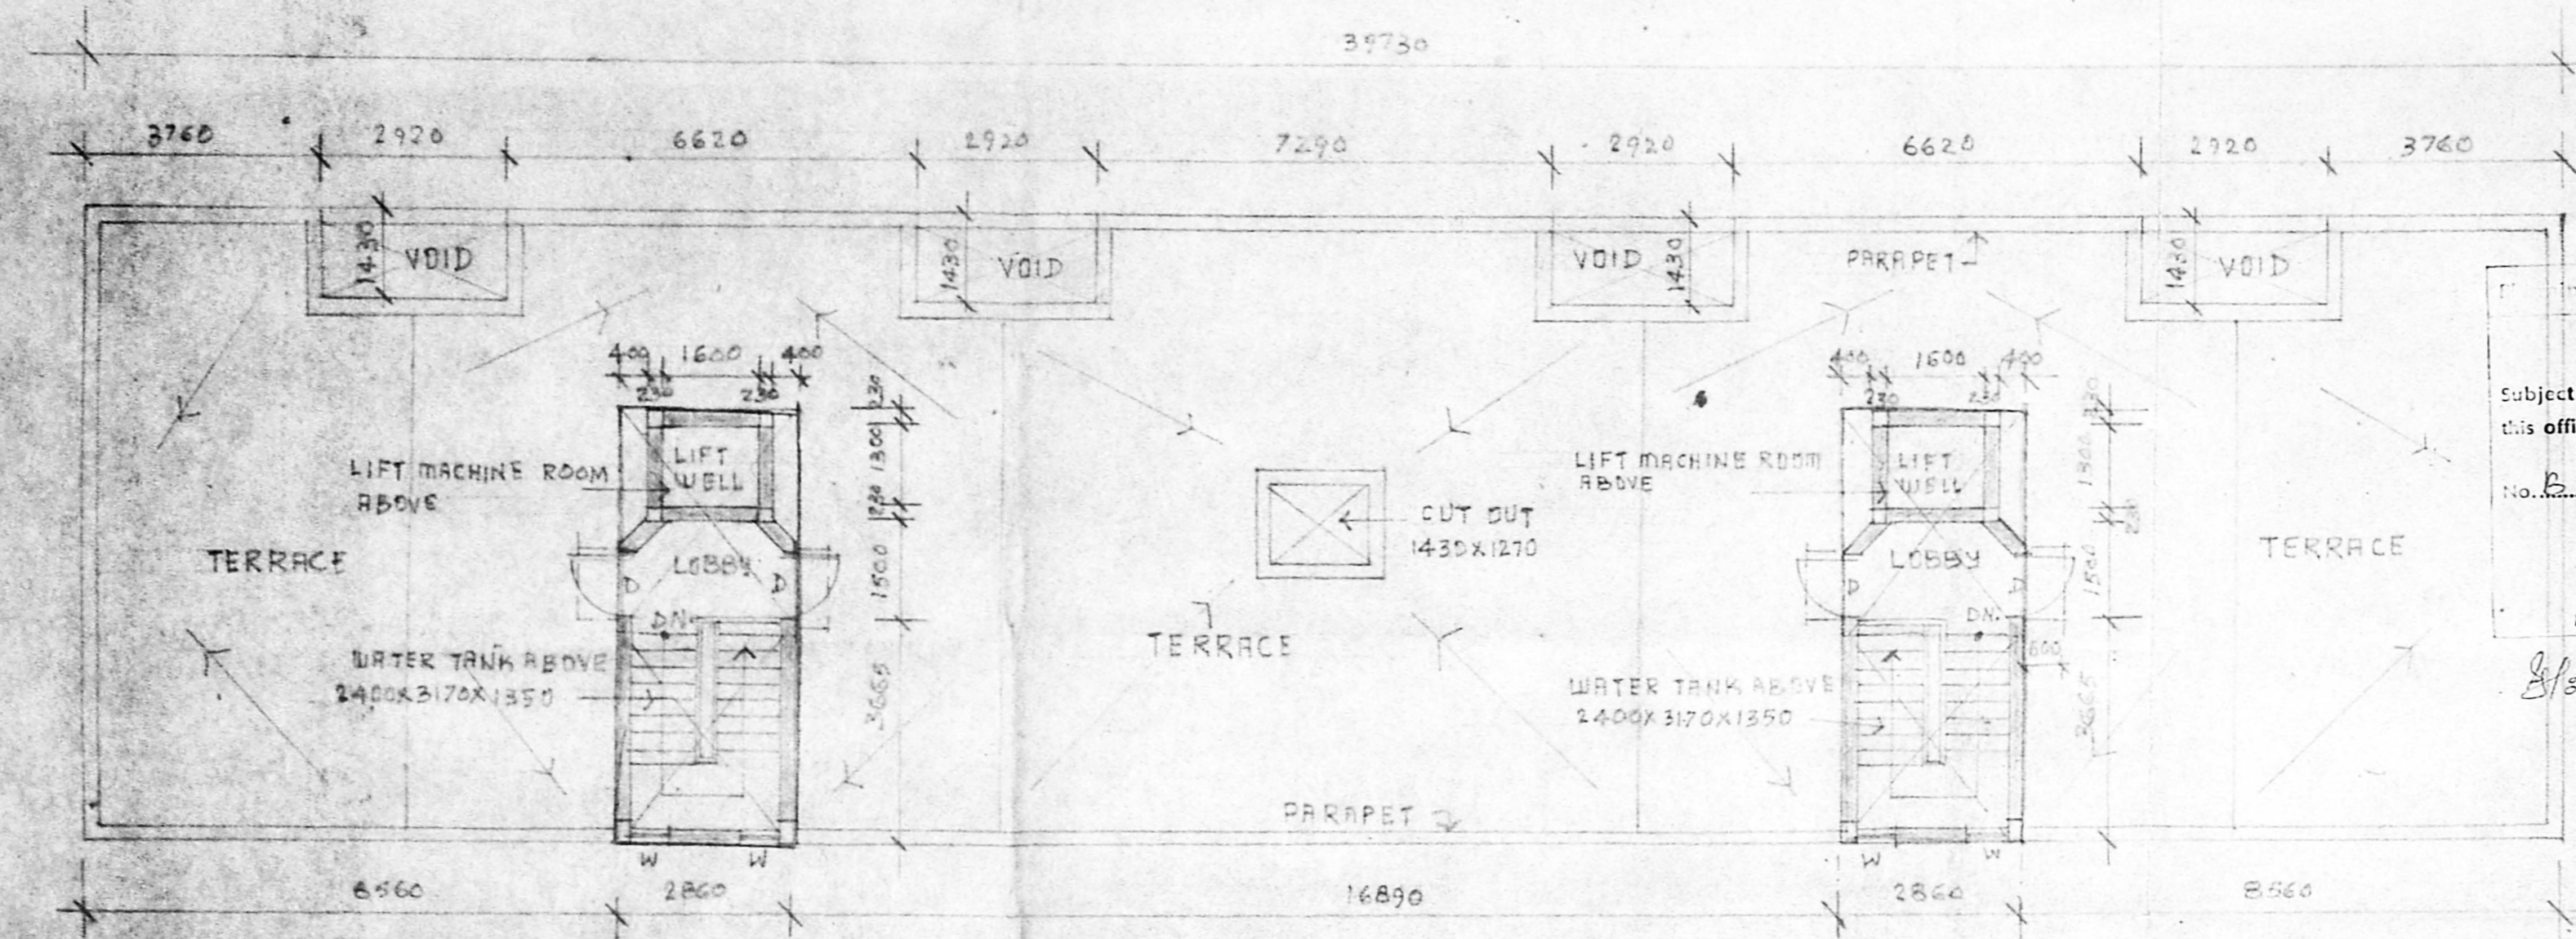 39730
3760 2920 6620 2920 7290 2920 6620 2920 3760
1430 VOID 1430 VOID VOID 1430 PARAPET 1430 VOID
400 1600 400
230 230
230
400 1600 400
230 230
230
LIFT MACHINE ROOM
ABOVE
LIFT
WELL
1300
230
LIFT MACHINE ROOM
ABOVE
LIFT
WELL
1300
230
CUT OUT
1430X1270
Subject
this offi
No.
TERRACE
LOBBY
D D
1500
DN.
TERRACE
LOBBY
D D
1500
DN.
TERRACE
WATER TANK ABOVE
2400X3170X1350
3665
WATER TANK ABOVE
2400X3170X1350
600
3665
PARAPET
W W W W
8560 2860 16890 2860 8560